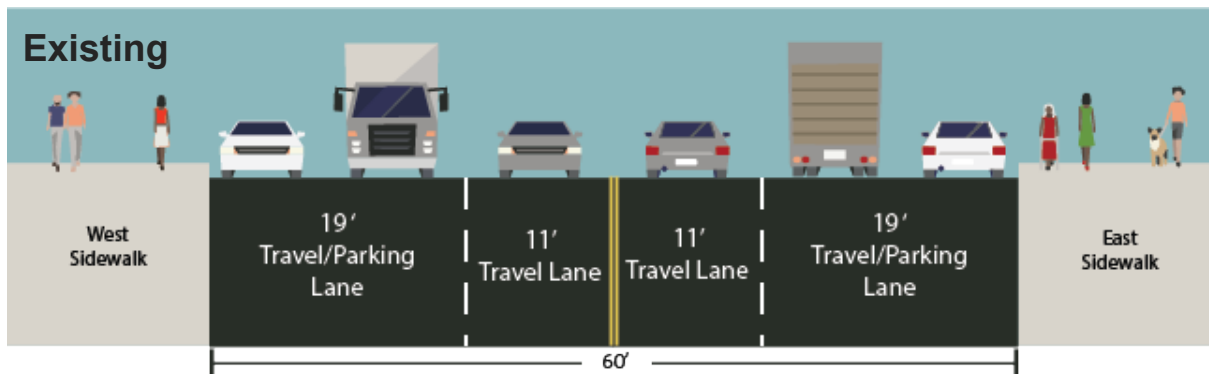 Existing
West
Sidewalk
19′
Travel/Parking
Lane
11′
Travel Lane
11′
Travel Lane
19′
Travel/Parking
Lane
East
Sidewalk
60′